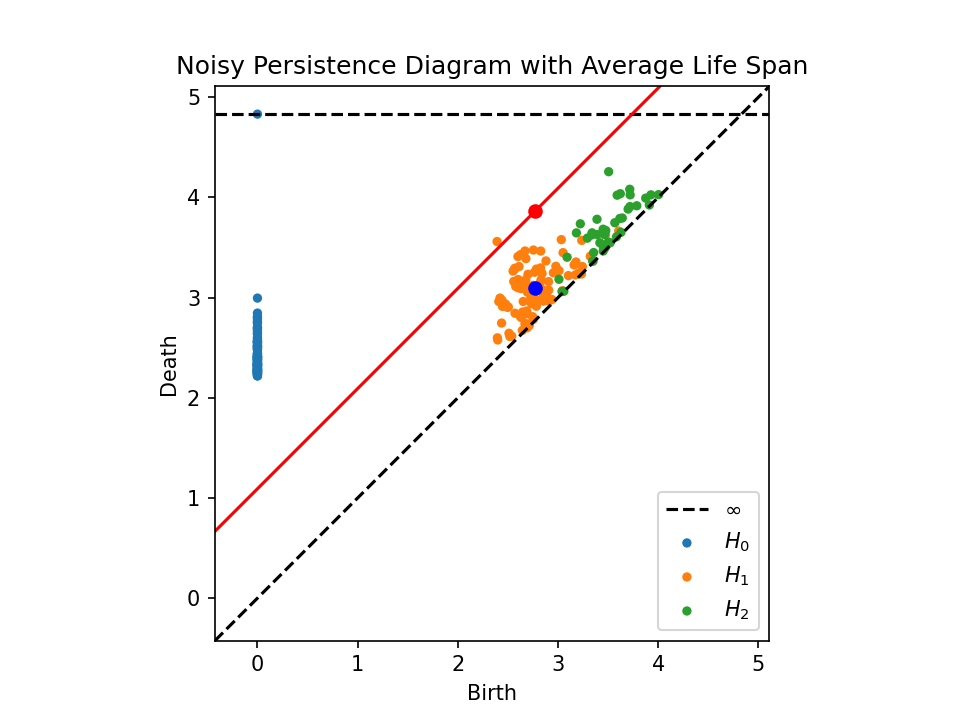 Noisy Persistence Diagram with Average Life Span
5
4
3
2
1
0
Death
0 1 2 3 4 5
Birth
∞
H₀
H₁
H₂